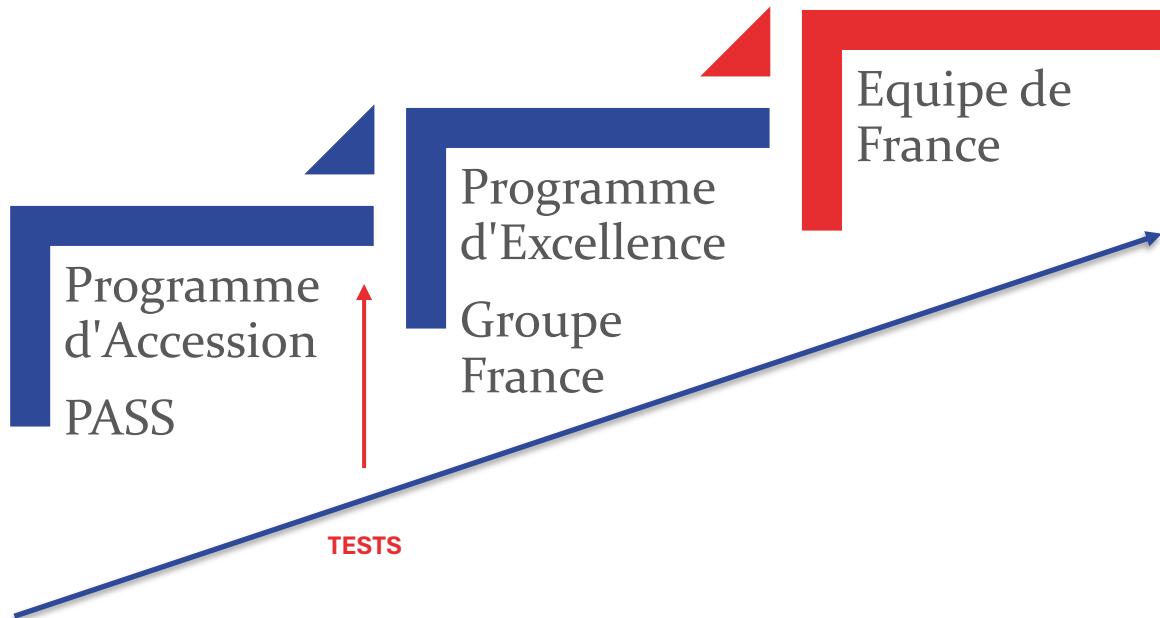 Programme
d'Accession
PASS
Programme
d'Excellence
Groupe
France
Equipe de
France
TESTS